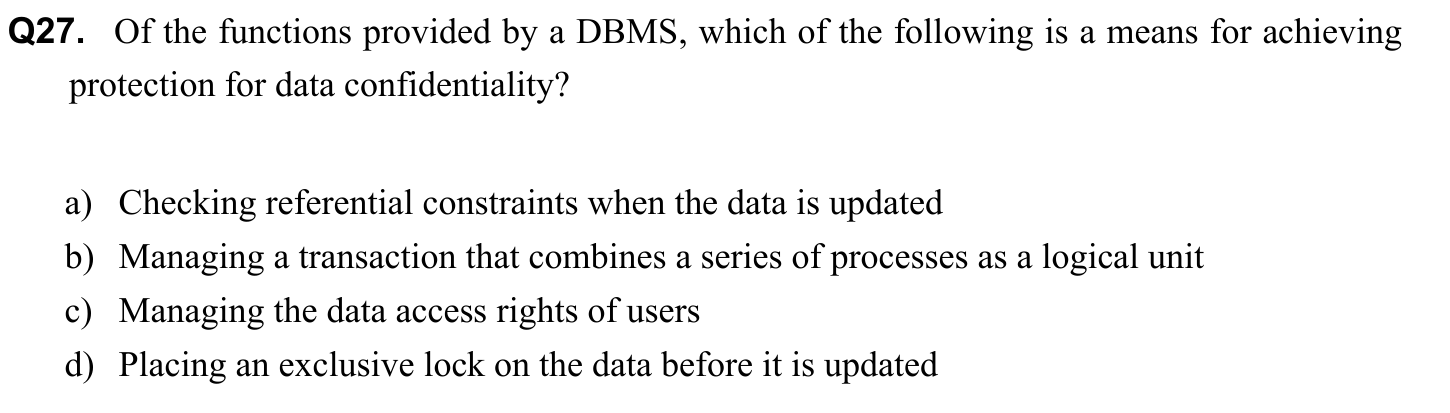 Q27. Of the functions provided by a DBMS, which of the following is a means for achieving
protection for data confidentiality?
a) Checking referential constraints when the data is updated
b) Managing a transaction that combines a series of processes as a logical unit
c) Managing the data access rights of users
d) Placing an exclusive lock on the data before it is updated